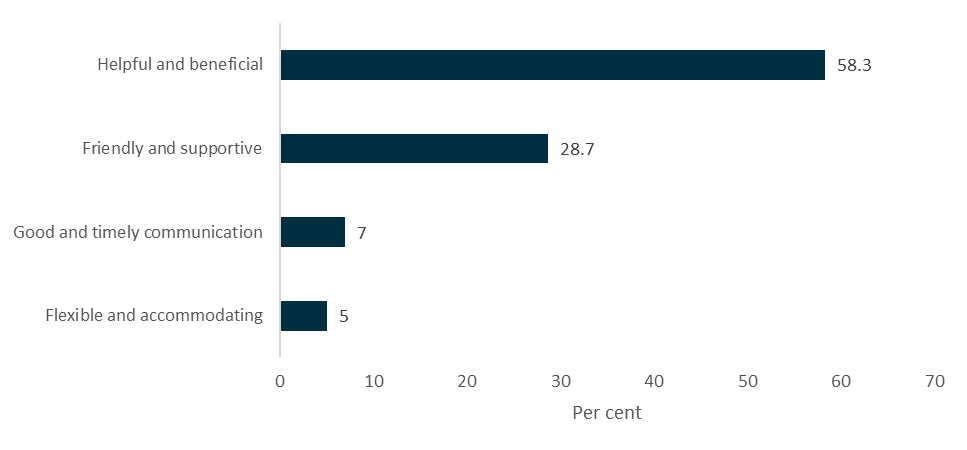 Helpful and beneficial 58.3
Friendly and supportive 28.7
Good and timely communication 7
Flexible and accommodating 5
0 10 20 30 40 50 60 70
Per cent